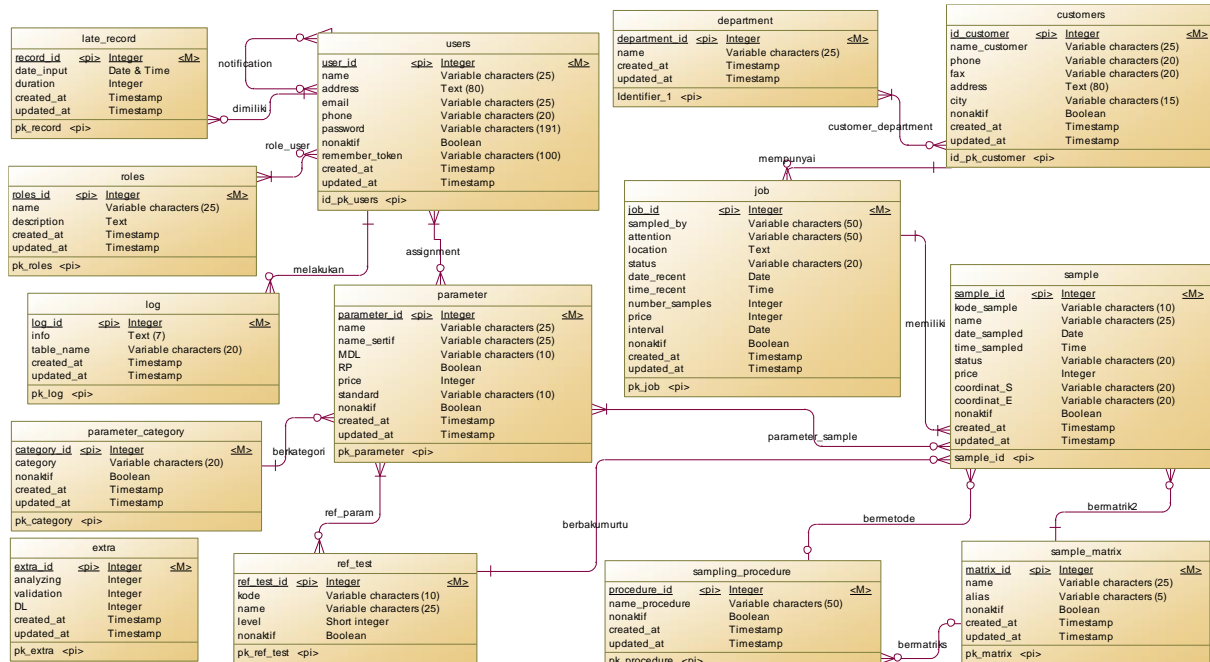 late_record
record_id <pi> Integer <M>
date_input Date & Time
duration Integer
created_at Timestamp
updated_at Timestamp
pk_record <pi>
notification
dimiliki
users
user_id <pi> Integer <M>
name Variable characters (25)
address Text (80)
email Variable characters (25)
phone Variable characters (20)
password Variable characters (191)
nonaktif Boolean
remember_token Variable characters (100)
created_at Timestamp
updated_at Timestamp
id_pk_users <pi>
department
department_id <pi> Integer <M>
name Variable characters (25)
created_at Timestamp
updated_at Timestamp
Identifier_1 <pi>
customers
id_customer <pi> Integer <M>
name_customer Variable characters (25)
phone Variable characters (20)
fax Variable characters (20)
address Text (80)
city Variable characters (15)
nonaktif Boolean
created_at Timestamp
updated_at Timestamp
id_pk_customer <pi>
customer_department
role_user
mempunyai
roles
roles_id <pi> Integer <M>
name Variable characters (25)
description Text
created_at Timestamp
updated_at Timestamp
pk_roles <pi>
melakukan
assignment
job
job_id <pi> Integer <M>
sampled_by Variable characters (50)
attention Variable characters (50)
location Text
status Variable characters (20)
date_recent Date
time_recent Time
number_samples Integer
price Integer
interval Date
nonaktif Boolean
created_at Timestamp
updated_at Timestamp
pk_job <pi>
memiliki
log
log_id <pi> Integer <M>
info Text (7)
table_name Variable characters (20)
created_at Timestamp
updated_at Timestamp
pk_log <pi>
parameter
parameter_id <pi> Integer <M>
name Variable characters (25)
name_sertif Variable characters (25)
MDL Variable characters (10)
RP Boolean
price Integer
standard Variable characters (10)
nonaktif Boolean
created_at Timestamp
updated_at Timestamp
pk_parameter <pi>
sample
sample_id <pi> Integer <M>
kode_sample Variable characters (10)
name Variable characters (25)
date_sampled Date
time_sampled Time
status Variable characters (20)
price Integer
coordinat_S Variable characters (20)
coordinat_E Variable characters (20)
nonaktif Boolean
created_at Timestamp
updated_at Timestamp
sample_id <pi>
parameter_category
category_id <pi> Integer <M>
category Variable characters (20)
nonaktif Boolean
created_at Timestamp
updated_at Timestamp
pk_category <pi>
berkategori
parameter_sample
ref_param
berbakumurtu
bermetode
bermatrik2
extra
extra_id <pi> Integer <M>
analyzing Integer
validation Integer
DL Integer
created_at Timestamp
updated_at Timestamp
pk_extra <pi>
ref_test
ref_test_id <pi> Integer <M>
kode Variable characters (10)
name Variable characters (25)
level Short integer
nonaktif Boolean
pk_ref_test <pi>
sampling_procedure
procedure_id <pi> Integer <M>
name_procedure Variable characters (50)
nonaktif Boolean
created_at Timestamp
updated_at Timestamp
pk_procedure <pi>
bermatriks
sample_matrix
matrix_id <pi> Integer <M>
name Variable characters (25)
alias Variable characters (5)
nonaktif Boolean
created_at Timestamp
updated_at Timestamp
pk_matrix <pi>